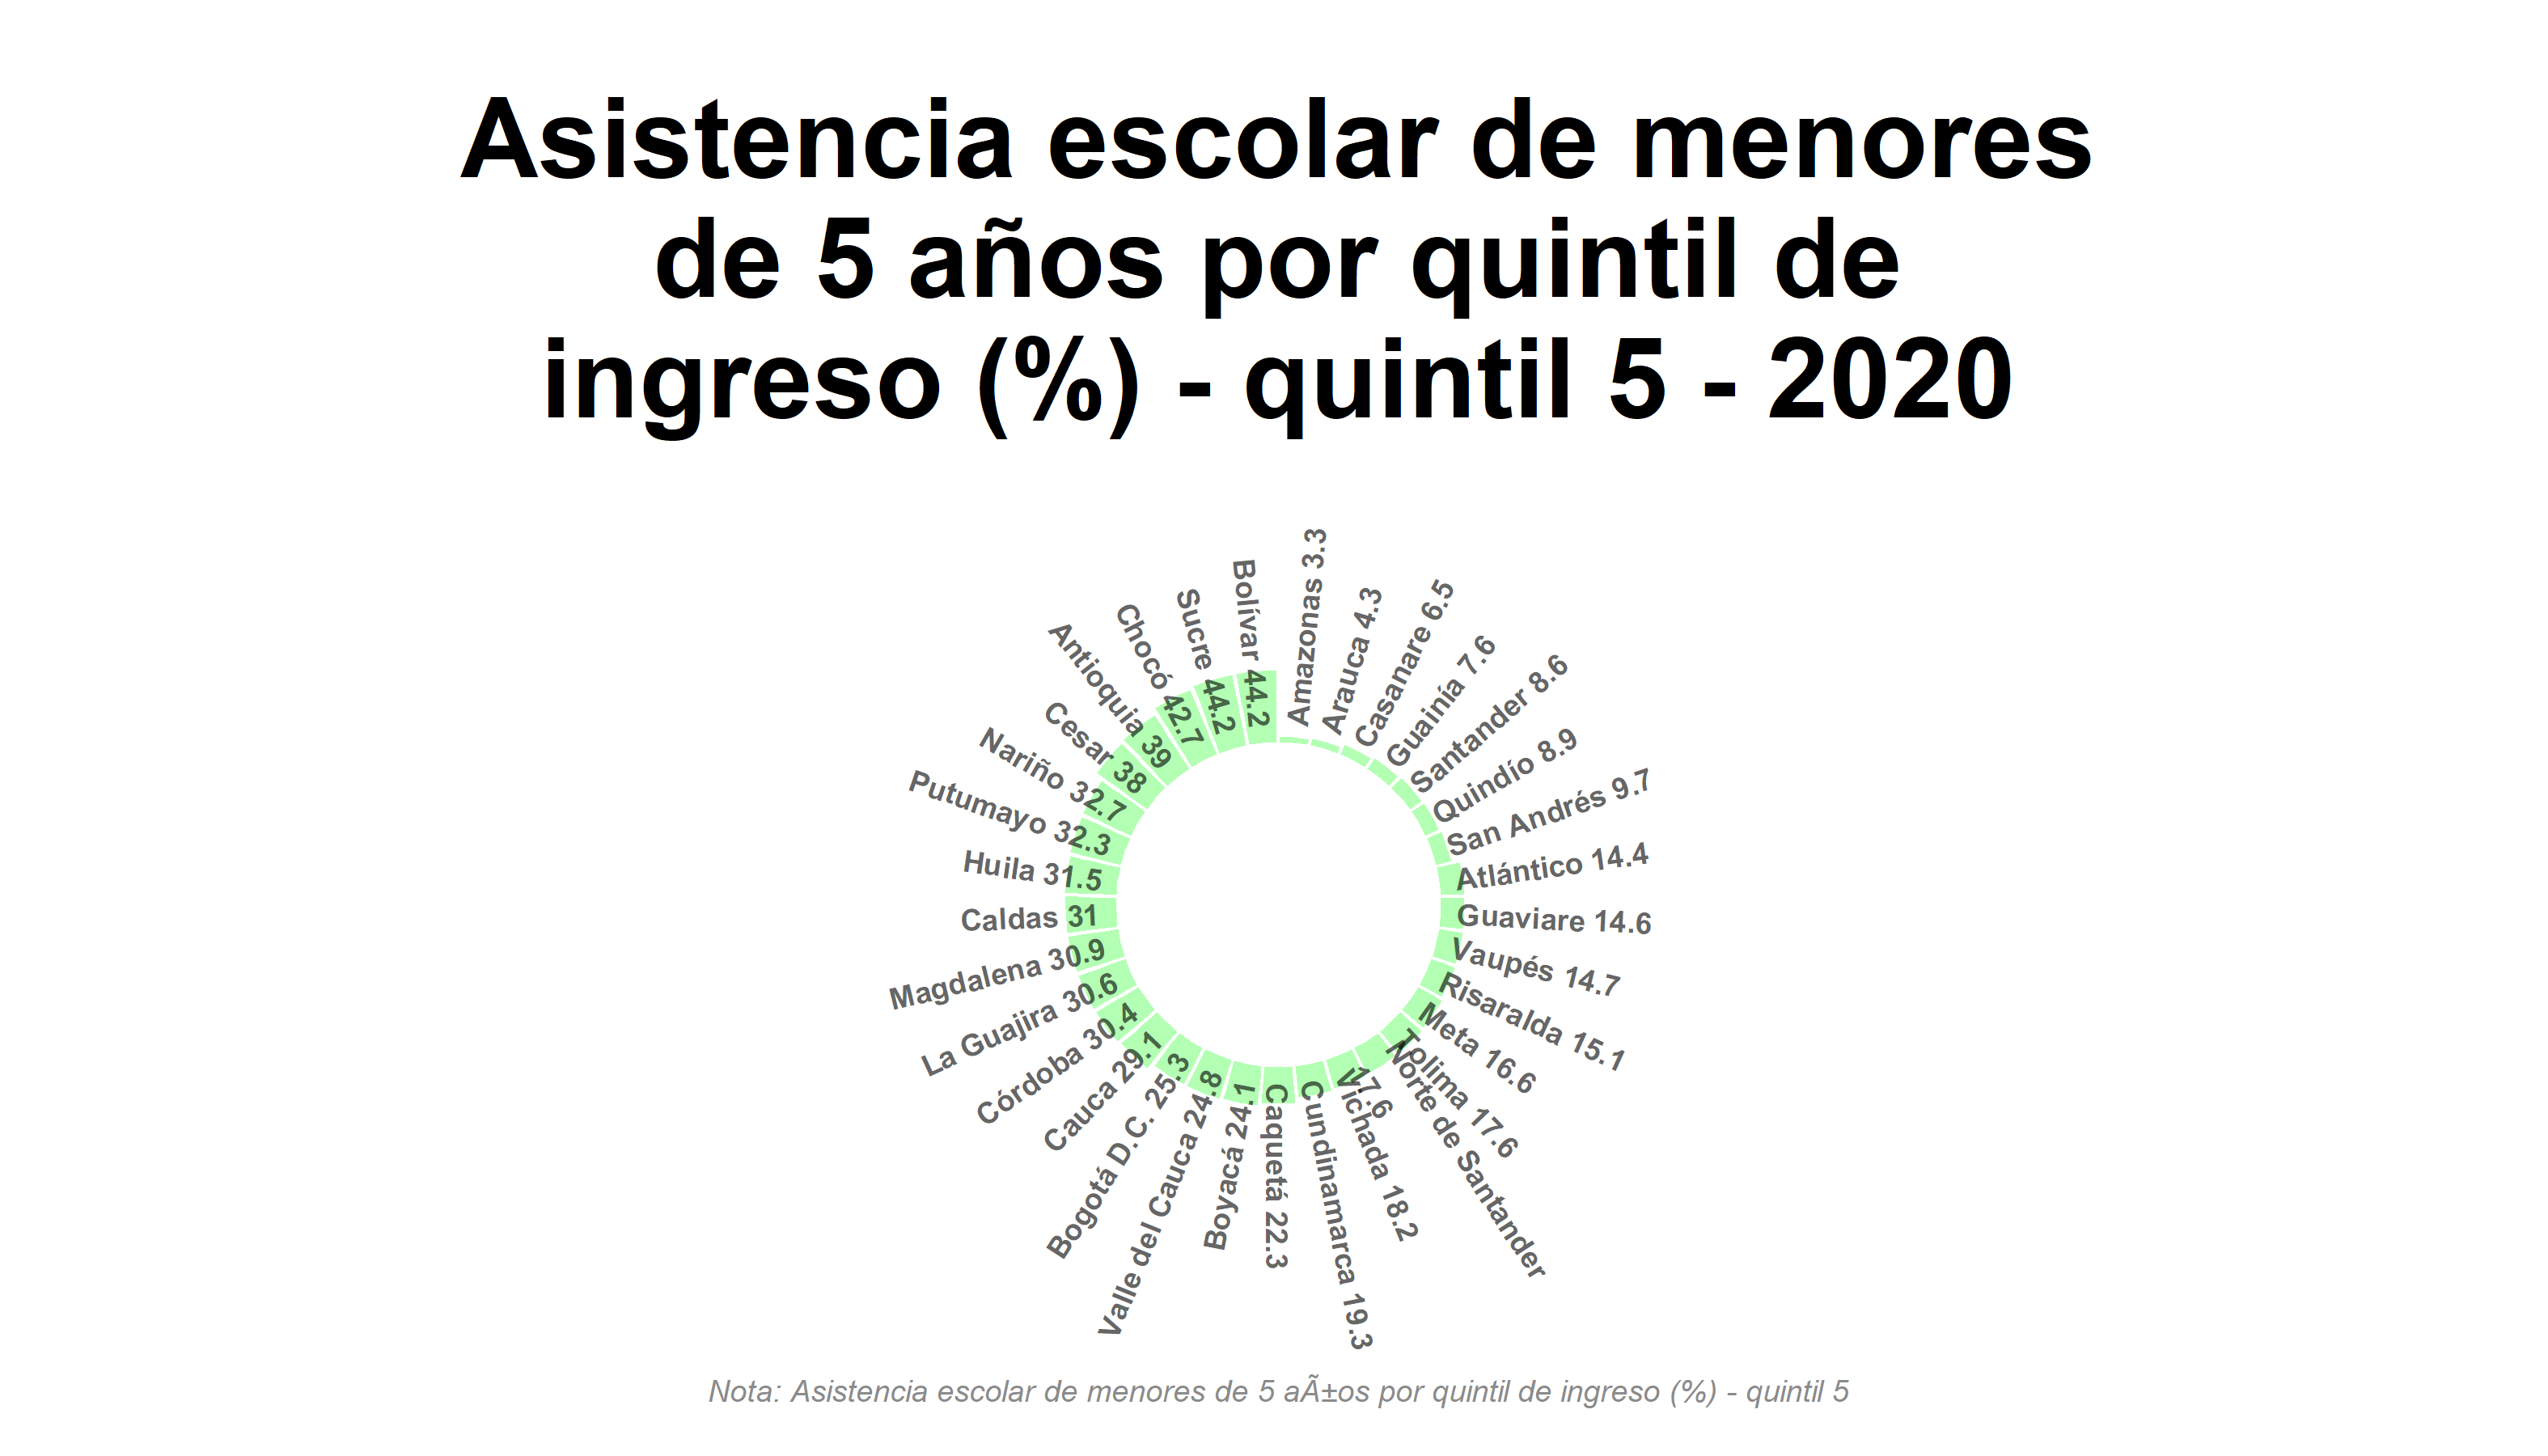 Asistencia escolar de menores
de 5 años por quintil de
ingreso (%) - quintil 5 - 2020
Amazonas 3.3
Arauca 4.3
Casanare 6.5
Guainía 7.6
Santander 8.6
Quindío 8.9
San Andrés 9.7
Atlántico 14.4
Guaviare 14.6
Vaupés 14.7
Risaralda 15.1
Meta 16.6
Tolima 17.6
Norte de Santander
17.6
Vichada 18.2
Cundinamarca 19.3
Caquetá 22.3
Boyacá 24.1
Valle del Cauca 24.8
Bogotá D.C. 25.3
Cauca 29.1
Córdoba 30.4
La Guajira 30.6
Magdalena 30.9
Caldas 31
Huila 31.5
Putumayo 32.3
Nariño 32.7
Cesar 38
Antioquia 39
Chocó 42.7
Sucre 44.2
Bolívar 44.2
Nota: Asistencia escolar de menores de 5 aÃ±os por quintil de ingreso (%) - quintil 5